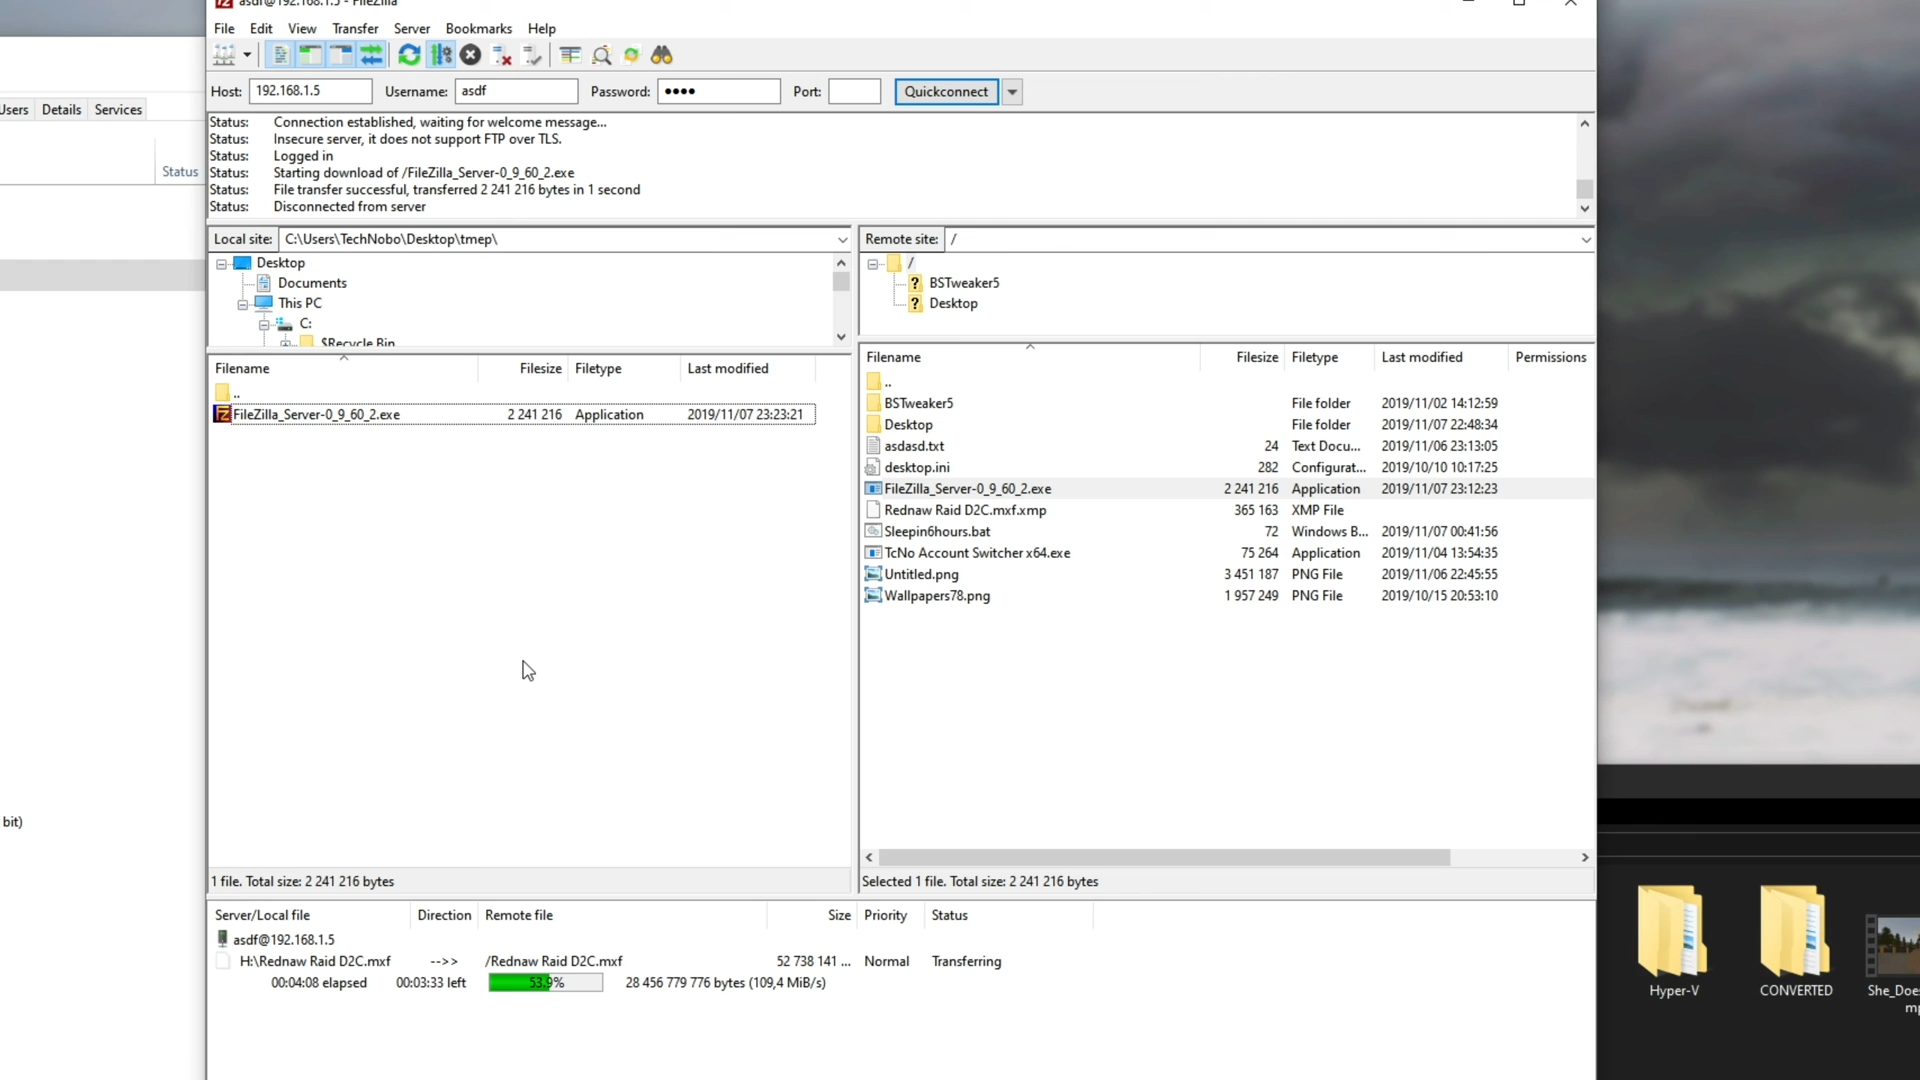 asdf@192.168.1.5 - FileZilla
File Edit View Transfer Server Bookmarks Help
Host: 192.168.1.5 Username: asdf Password: •••• Port: Quickconnect
Users Details Services
Status
Status: Connection established, waiting for welcome message...
Status: Insecure server, it does not support FTP over TLS.
Status: Logged in
Status: Starting download of /FileZilla_Server-0_9_60_2.exe
Status: File transfer successful, transferred 2 241 216 bytes in 1 second
Status: Disconnected from server
Local site: C:\Users\TechNobo\Desktop\tmep\
Desktop
Documents
This PC
C:
$Recycle.Bin
Filename Filesize Filetype Last modified
..
FileZilla_Server-0_9_60_2.exe 2 241 216 Application 2019/11/07 23:23:21
1 file. Total size: 2 241 216 bytes
Remote site: /
/
BSTweaker5
Desktop
Filename Filesize Filetype Last modified Permissions
..
BSTweaker5 File folder 2019/11/02 14:12:59
Desktop File folder 2019/11/07 22:48:34
asdasd.txt 24 Text Docu... 2019/11/06 23:13:05
desktop.ini 282 Configurat... 2019/10/10 10:17:25
FileZilla_Server-0_9_60_2.exe 2 241 216 Application 2019/11/07 23:12:23
Rednaw Raid D2C.mxf.xmp 365 163 XMP File
Sleepin6hours.bat 72 Windows B... 2019/11/07 00:41:56
TcNo Account Switcher x64.exe 75 264 Application 2019/11/04 13:54:35
Untitled.png 3 451 187 PNG File 2019/11/06 22:45:55
Wallpapers78.png 1 957 249 PNG File 2019/10/15 20:53:10
Selected 1 file. Total size: 2 241 216 bytes
bit)
Server/Local file Direction Remote file Size Priority Status
asdf@192.168.1.5
H:\Rednaw Raid D2C.mxf -->> /Rednaw Raid D2C.mxf 52 738 141 ... Normal Transferring
00:04:08 elapsed 00:03:33 left 53.9% 28 456 779 776 bytes (109,4 MiB/s)
Hyper-V
CONVERTED
She_Does
mp